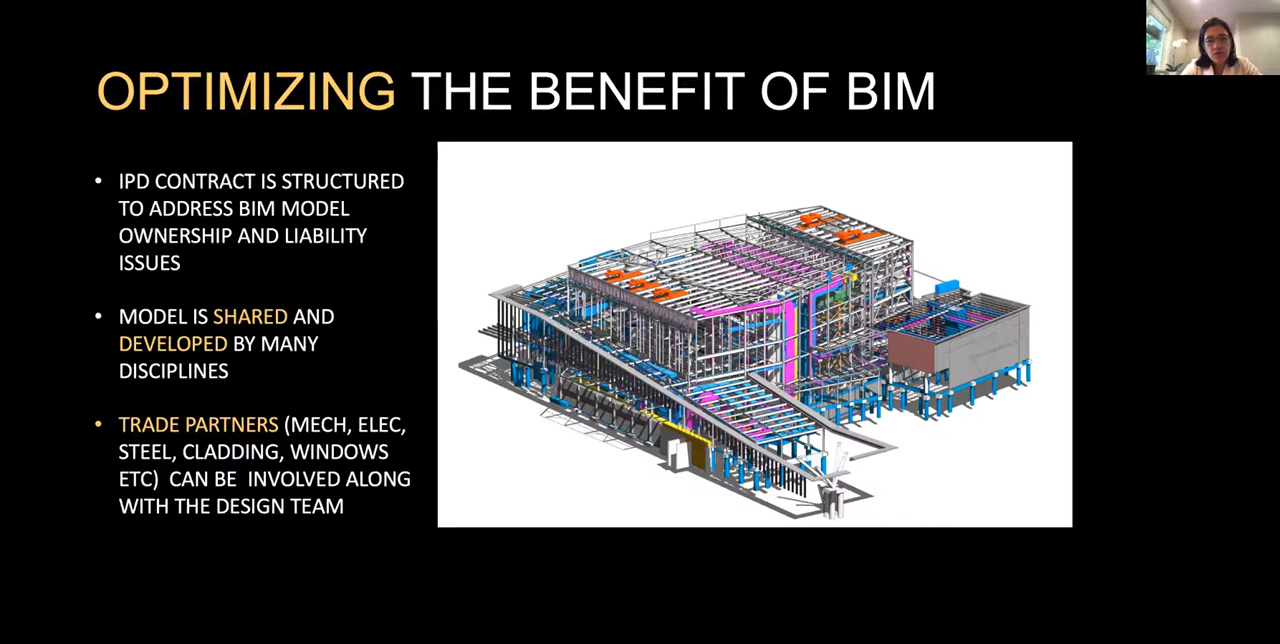 OPTIMIZING THE BENEFIT OF BIM
• IPD CONTRACT IS STRUCTURED
TO ADDRESS BIM MODEL
OWNERSHIP AND LIABILITY
ISSUES
• MODEL IS SHARED AND
DEVELOPED BY MANY
DISCIPLINES
• TRADE PARTNERS (MECH, ELEC,
STEEL, CLADDING, WINDOWS
ETC) CAN BE INVOLVED ALONG
WITH THE DESIGN TEAM